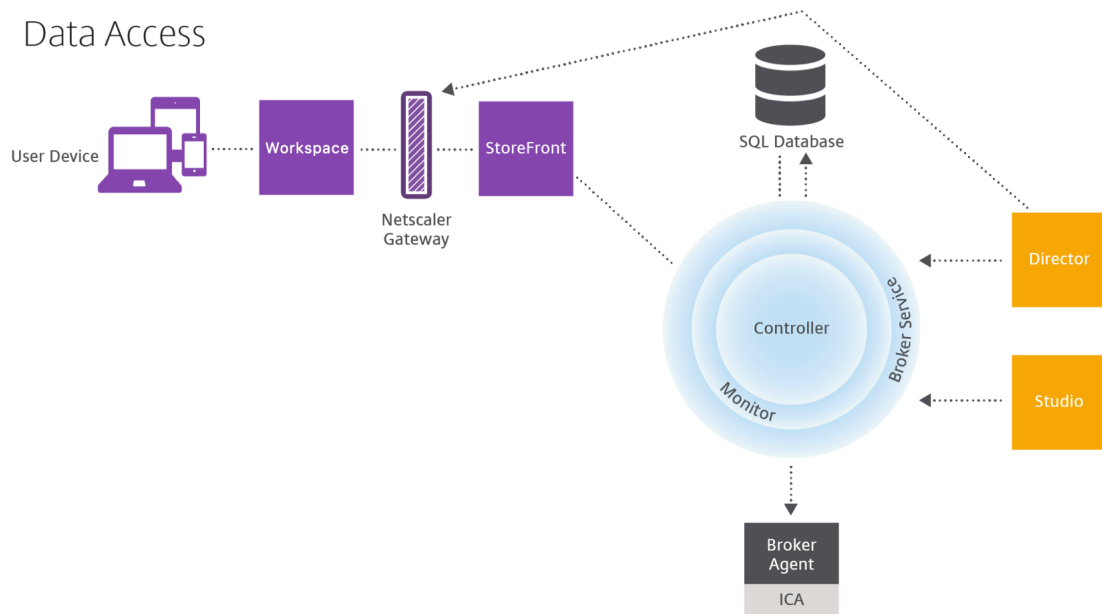 Data Access
User Device
Workspace
Netscaler
Gateway
StoreFront
SQL Database
Controller
Monitor
Broker Service
Director
Studio
Broker
Agent
ICA